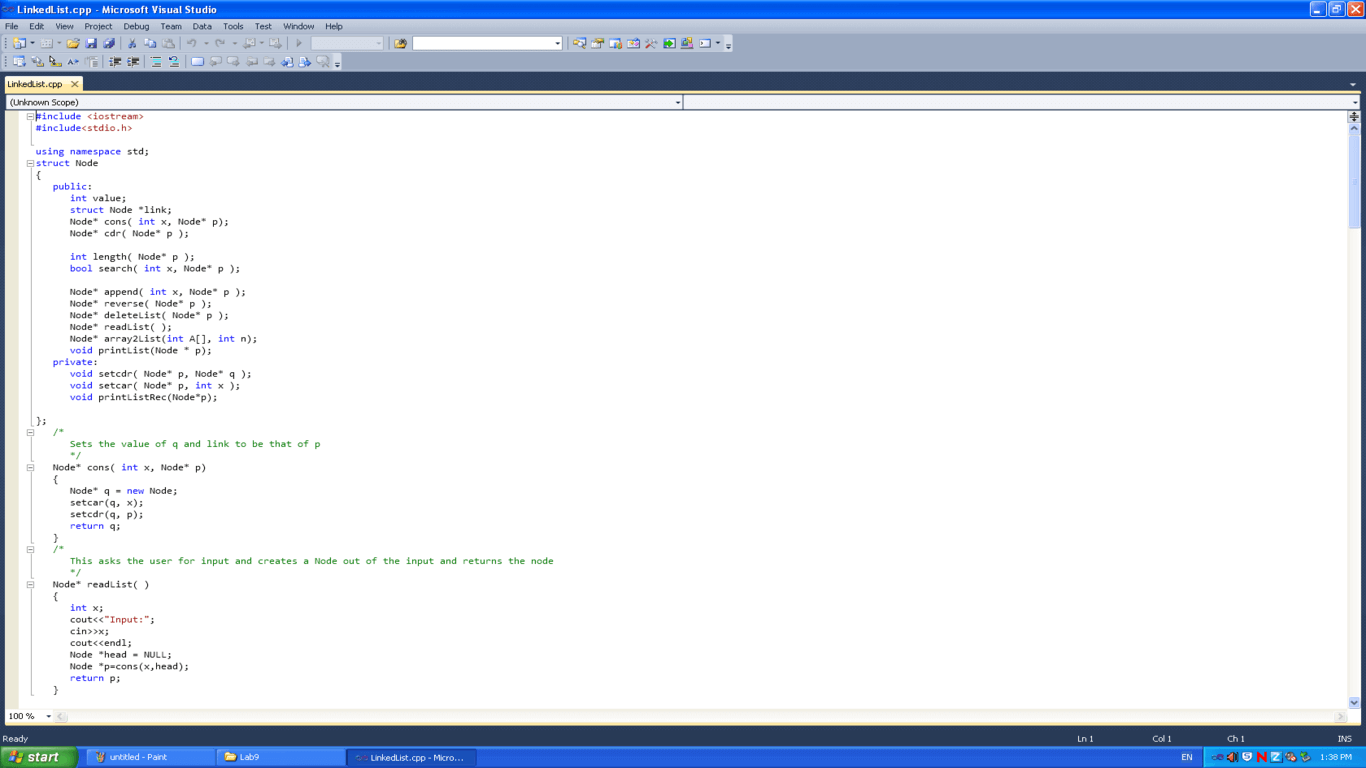 LinkedList.cpp - Microsoft Visual Studio
File Edit View Project Debug Team Data Tools Test Window Help
LinkedList.cpp
(Unknown Scope)
#include <iostream>
#include<stdio.h>
using namespace std;
struct Node
{
public:
int value;
struct Node *link;
Node* cons( int x, Node* p);
Node* cdr( Node* p );
int length( Node* p );
bool search( int x, Node* p );
Node* append( int x, Node* p );
Node* reverse( Node* p );
Node* deleteList( Node* p );
Node* readList( );
Node* array2List(int A[], int n);
void printList(Node * p);
private:
void setcdr( Node* p, Node* q );
void setcar( Node* p, int x );
void printListRec(Node*p);
};
/*
Sets the value of q and link to be that of p
*/
Node* cons( int x, Node* p)
{
Node* q = new Node;
setcar(q, x);
setcdr(q, p);
return q;
}
/*
This asks the user for input and creates a Node out of the input and returns the node
*/
Node* readList( )
{
int x;
cout<<"Input:";
cin>>x;
cout<<endl;
Node *head = NULL;
Node *p=cons(x,head);
return p;
}
100 %
Ready Ln 1 Col 1 Ch 1 INS
start untitled - Paint Lab9 LinkedList.cpp - Micro... EN 1:38 PM